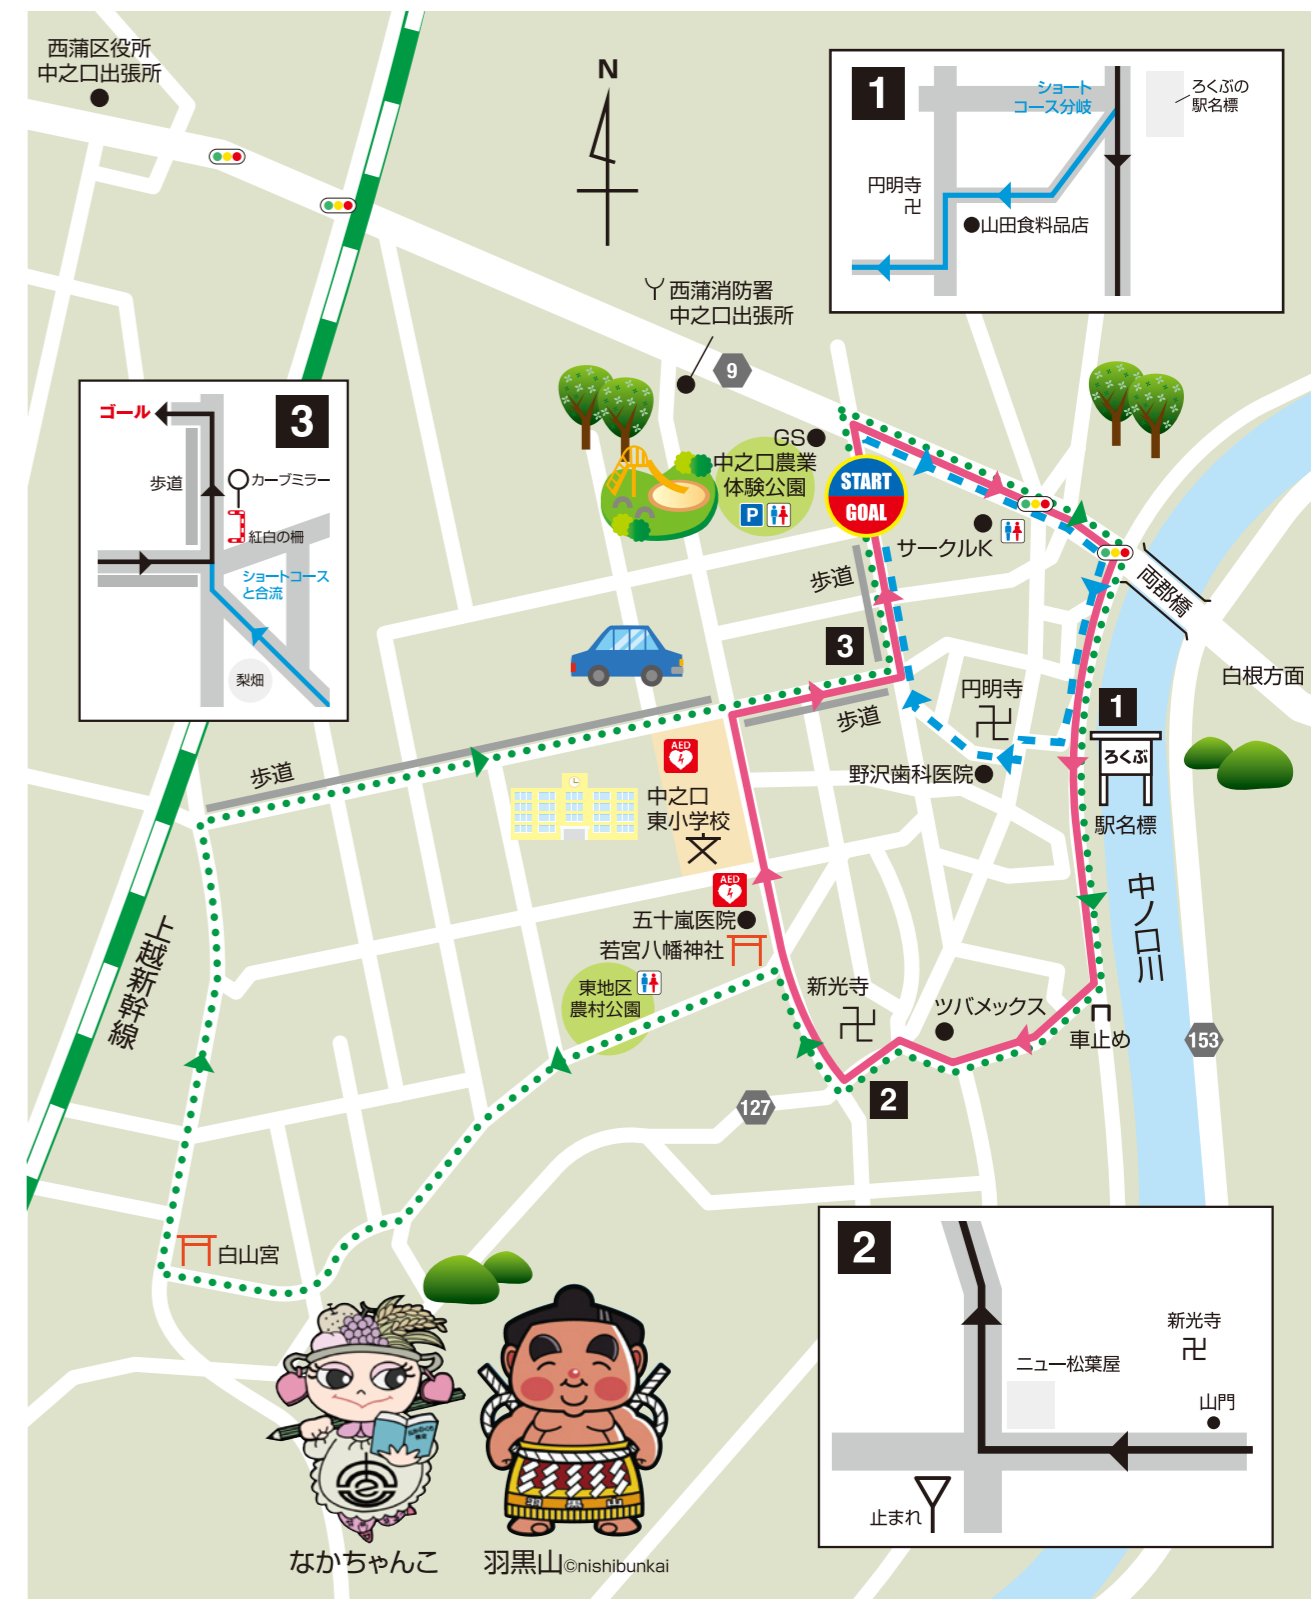 西蒲区役所
中之口出張所
N
西蒲消防署
中之口出張所
9
1
ショート
コース分岐
ろくぶの
駅名標
円明寺
卍
山田食料品店
3
ゴール
歩道
カーブミラー
紅白の柵
ショートコース
と合流
梨畑
GS
中之口農業
体験公園
P
START
GOAL
サークルK
両郡橋
白根方面
歩道
3
歩道
円明寺
卍
野沢歯科医院
1
ろくぶ
駅名標
歩道
AED
中之口
東小学校
文
AED
五十嵐医院
若宮八幡神社
東地区
農村公園
新光寺
卍
ツバメックス
車止め
中ノ口川
153
上越新幹線
127
2
白山宮
2
新光寺
卍
ニュー松葉屋
山門
止まれ
羽黒山
なかちゃんこ
羽黒山©nishibunkai